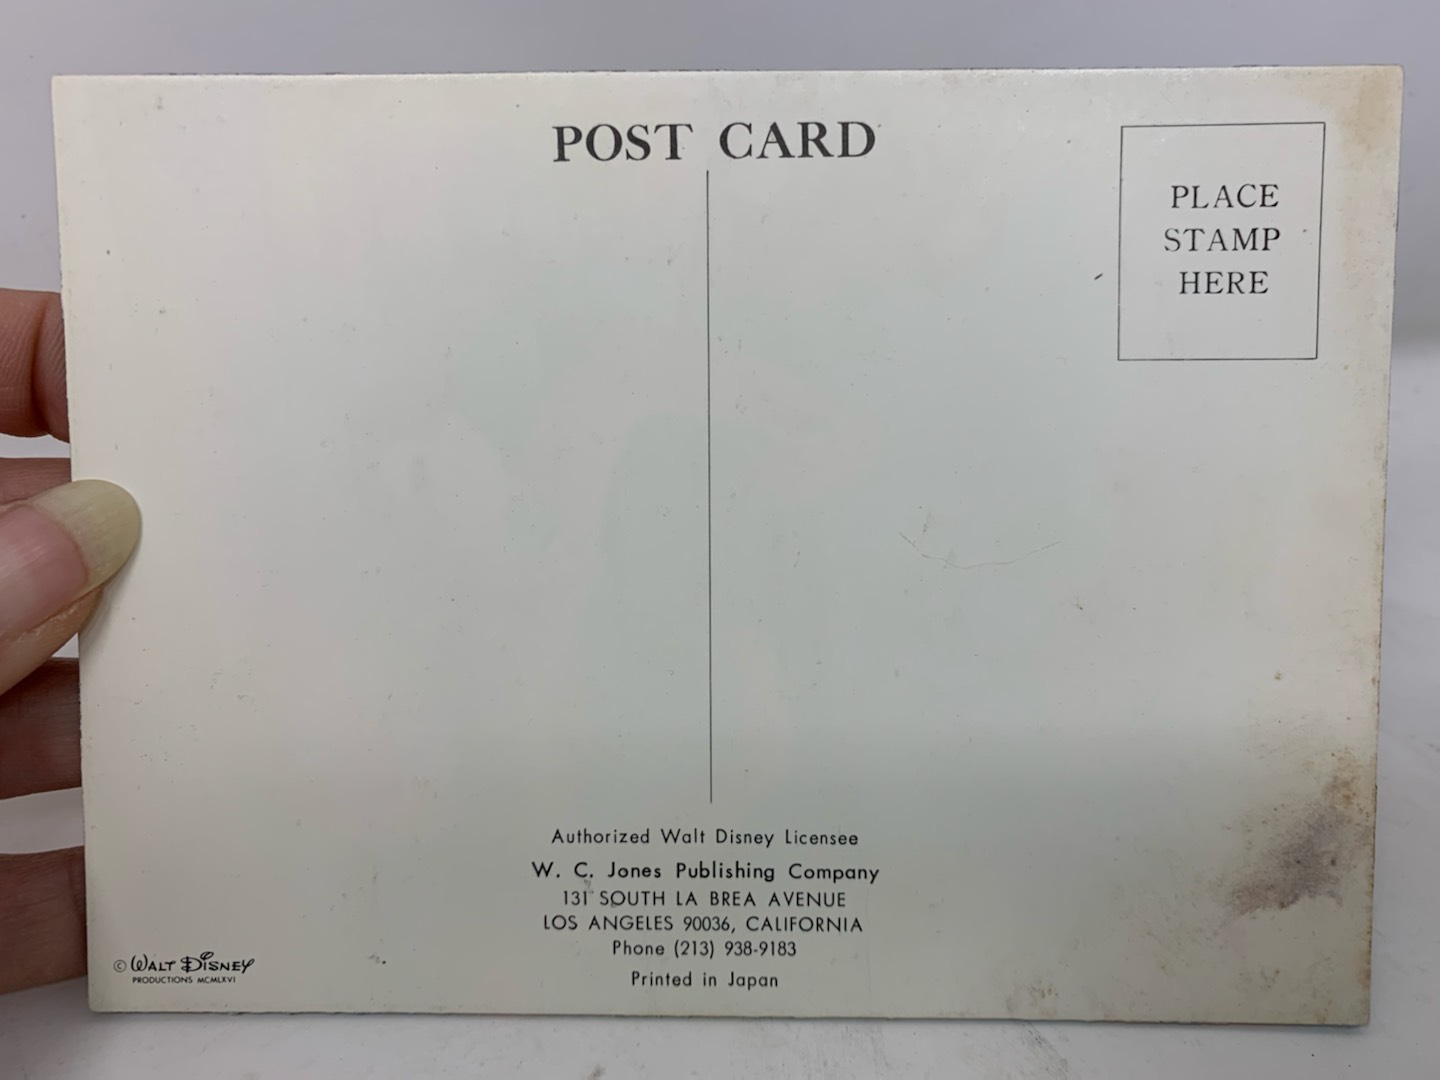 POST CARD
PLACE
STAMP
HERE
Authorized Walt Disney Licensee
W. C. Jones Publishing Company
131 SOUTH LA BREA AVENUE
LOS ANGELES 90036, CALIFORNIA
Phone (213) 938-9183
Printed in Japan
© WALT DISNEY
PRODUCTIONS MCMLXVI